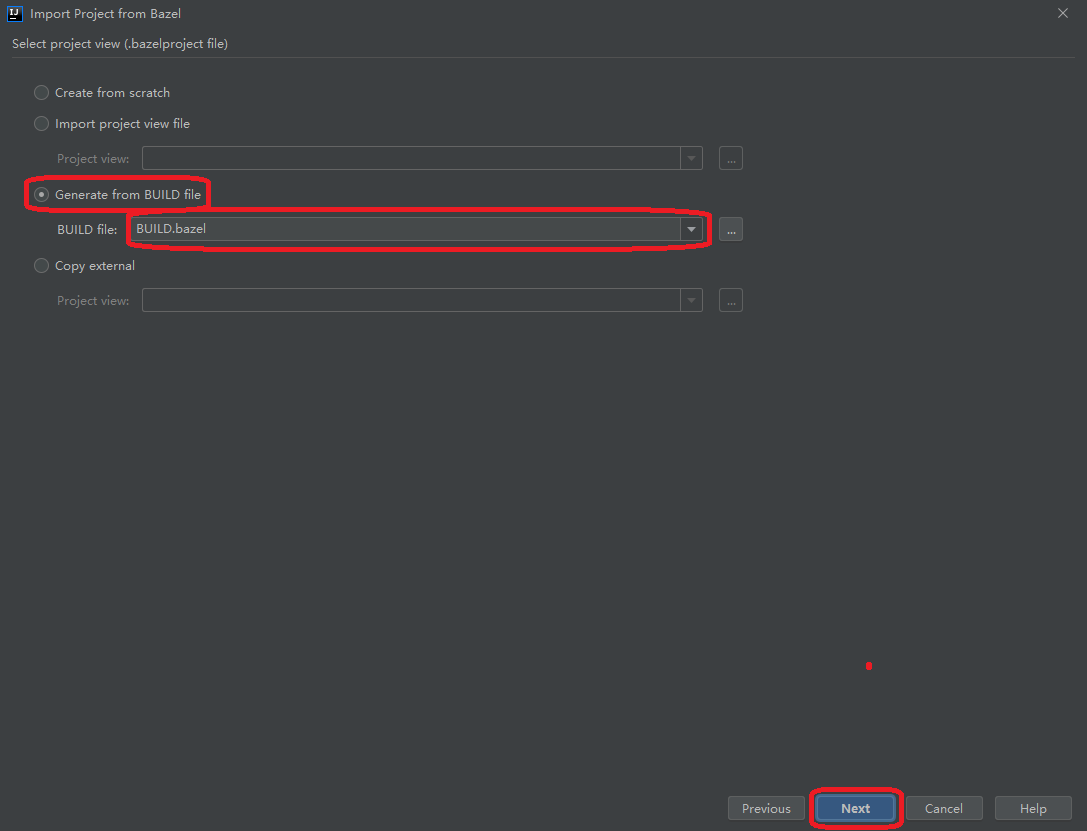 IJ Import Project from Bazel
Select project view (.bazelproject file)
Create from scratch
Import project view file
Project view: ...
Generate from BUILD file
BUILD file: BUILD.bazel ...
Copy external
Project view: ...
Previous Next Cancel Help